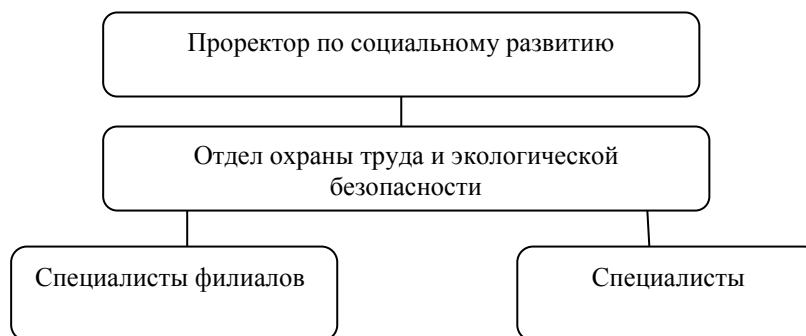 Проректор по социальному развитию
Отдел охраны труда и экологической
безопасности
Специалисты филиалов
Специалисты